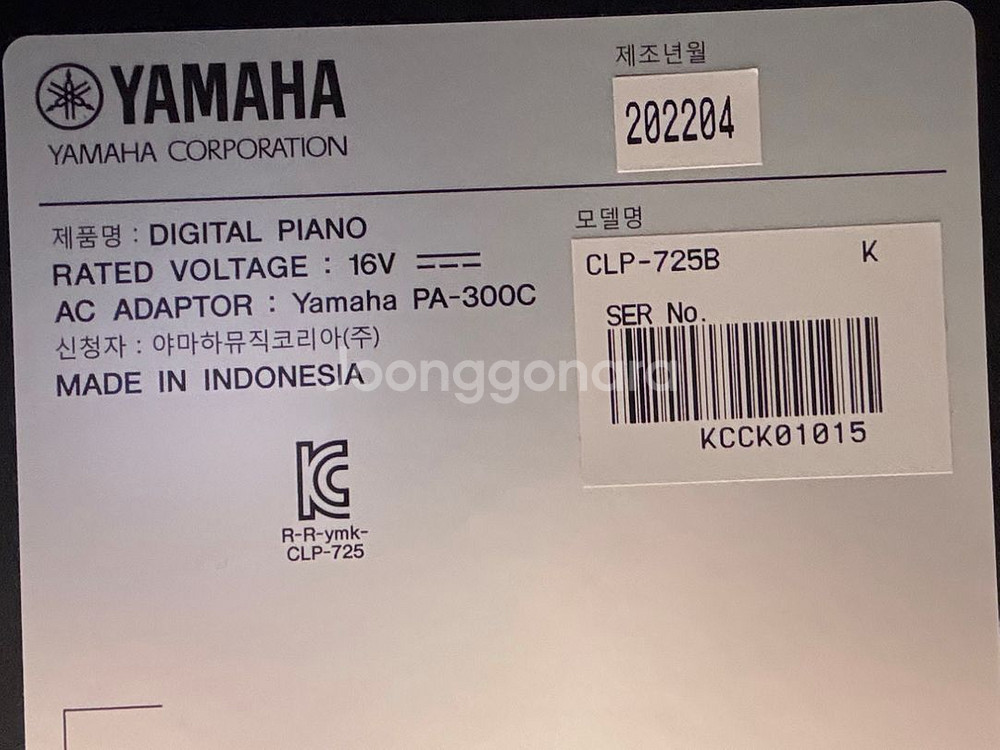 YAMAHA
YAMAHA CORPORATION
제조년월
202204
제품명 : DIGITAL PIANO
RATED VOLTAGE : 16V
AC ADAPTOR : Yamaha PA-300C
신청자 : 야마하뮤직코리아(주)
MADE IN INDONESIA
모델명
CLP-725B K
SER No.
KCCK01015
joonggonara
R-R-ymk-
CLP-725